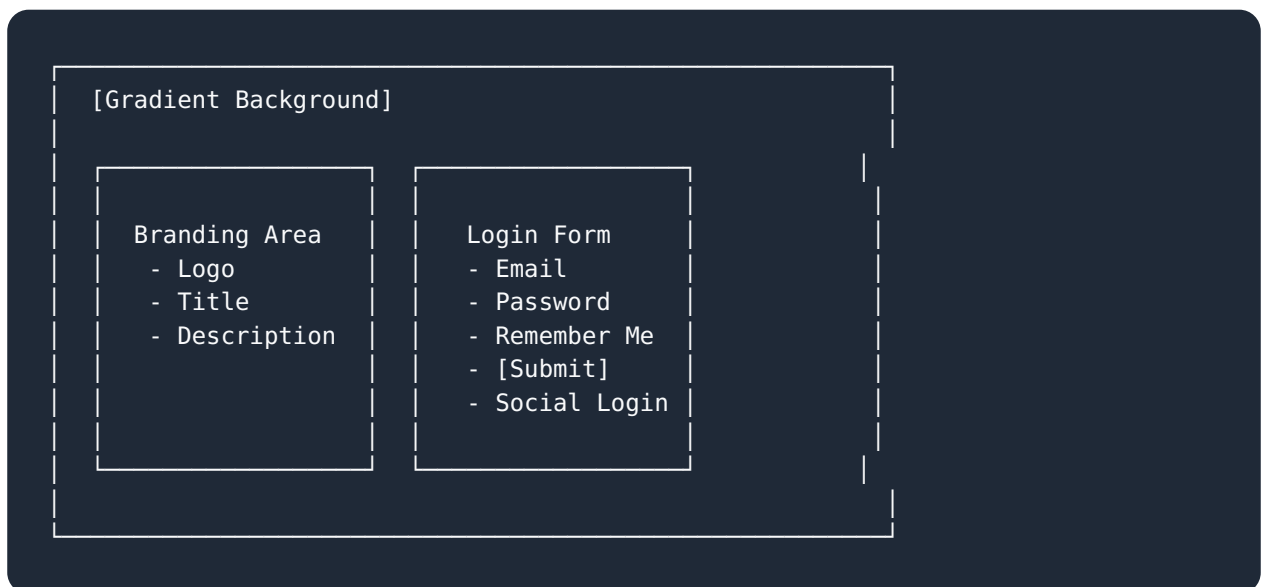 [Gradient Background]
Branding Area
- Logo
- Title
- Description
Login Form
- Email
- Password
- Remember Me
- [Submit]
- Social Login